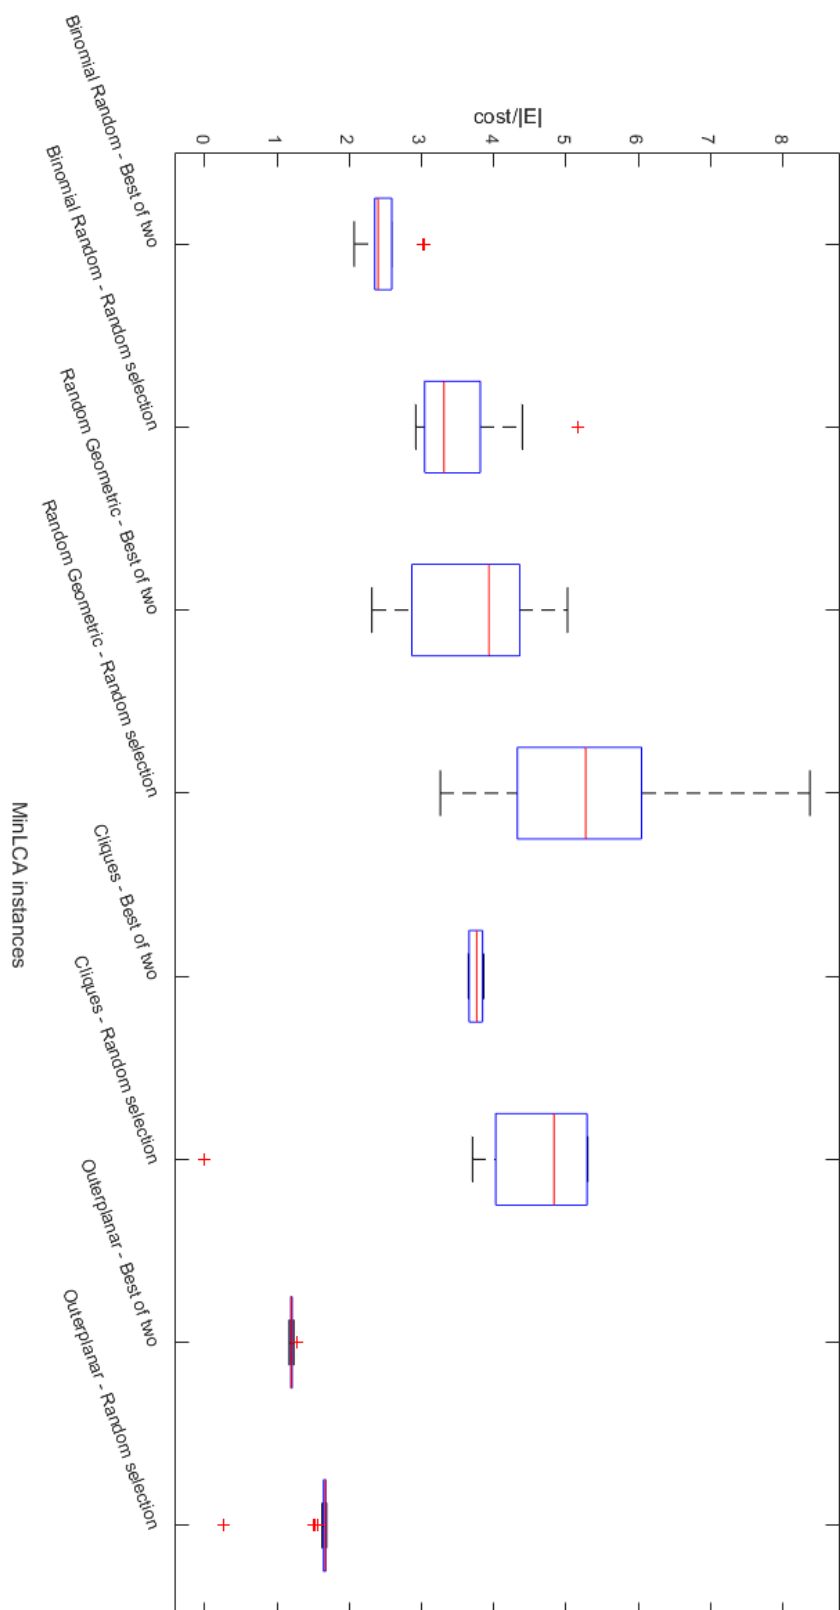 cost/|E|
0
1
2
3
4
5
6
7
8
Binomial Random - Best of two
Binomial Random - Random selection
Random Geometric - Best of two
Random Geometric - Random selection
Cliques - Best of two
Cliques - Random selection
Outerplanar - Best of two
Outerplanar - Random selection
MinLCA instances